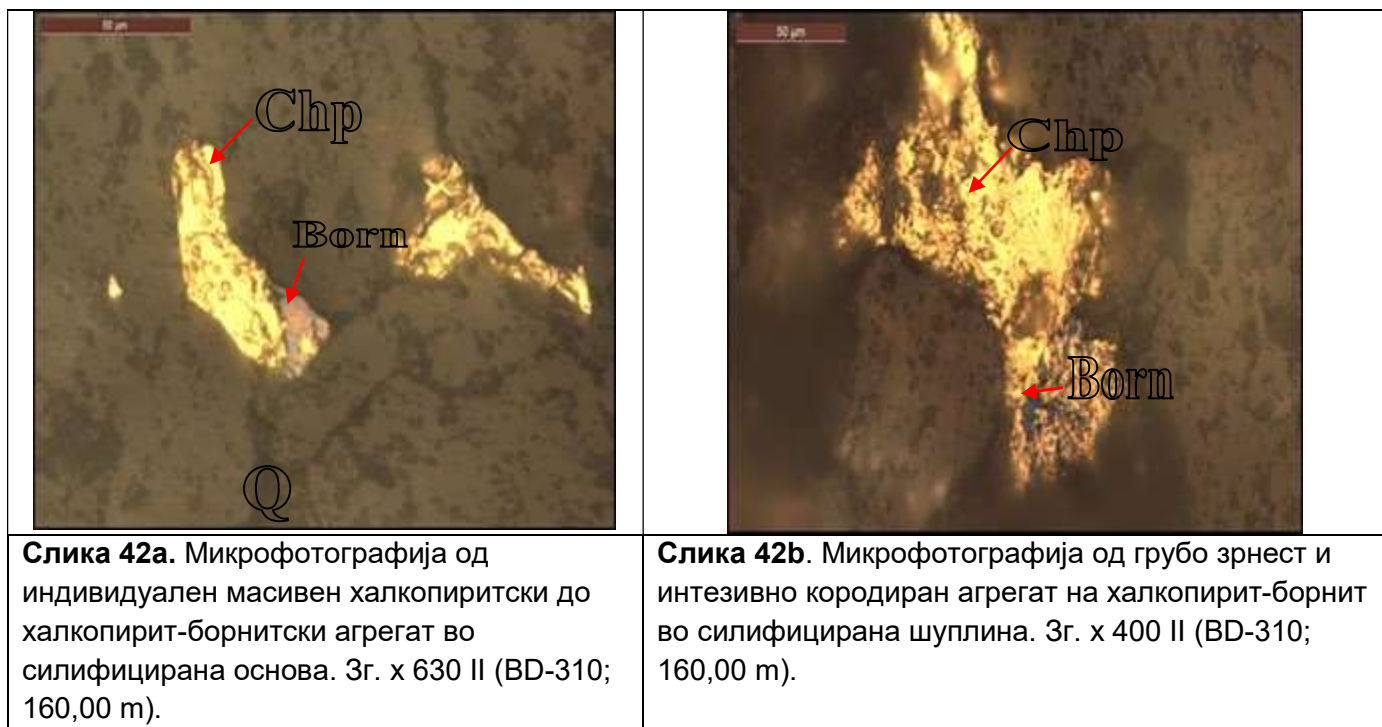 50 µm
Chp
Born
Q
50 µm
Chp
Born
Слика 42a. Микрофотографија од
индивидуален масивен халкопиритски до
халкопирит-борнитски агрегат во
силифицирана основа. Зг. x 630 II (BD-310;
160,00 m).
Слика 42b. Микрофотографија од грубо зрнест и
интезивно кородиран агрегат на халкопирит-борнит
во силифицирана шуплина. Зг. x 400 II (BD-310;
160,00 m).